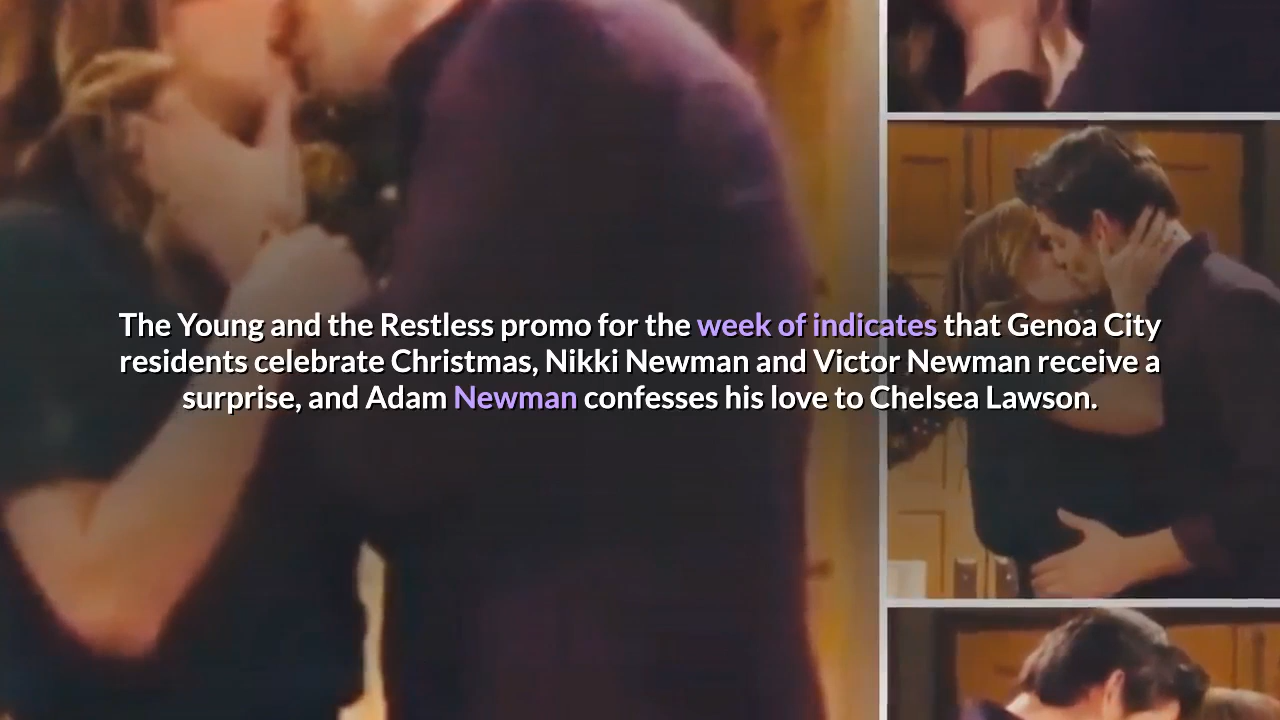 The Young and the Restless promo for the week of indicates that Genoa City
residents celebrate Christmas, Nikki Newman and Victor Newman receive a
surprise, and Adam Newman confesses his love to Chelsea Lawson.